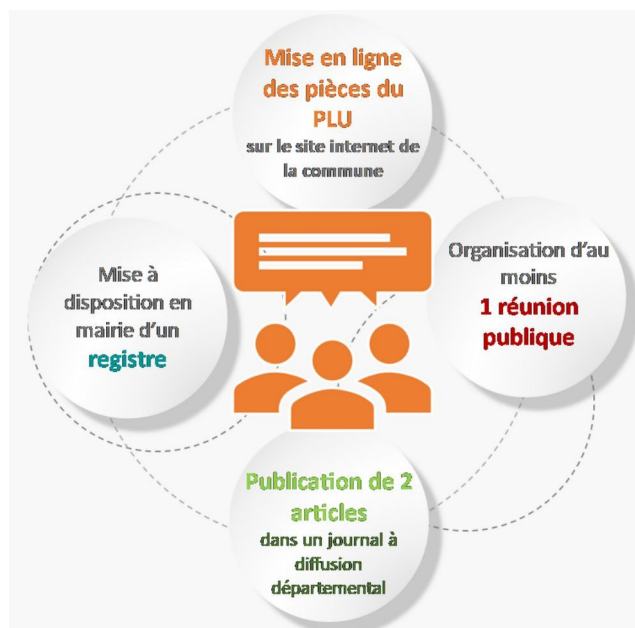 Mise en ligne
des pièces du
PLU
sur le site internet de
la commune
Organisation d'au
moins
1 réunion
publique
Mise à
disposition en
mairie d'un
registre
Publication de 2
articles
dans un journal à
diffusion
départemental